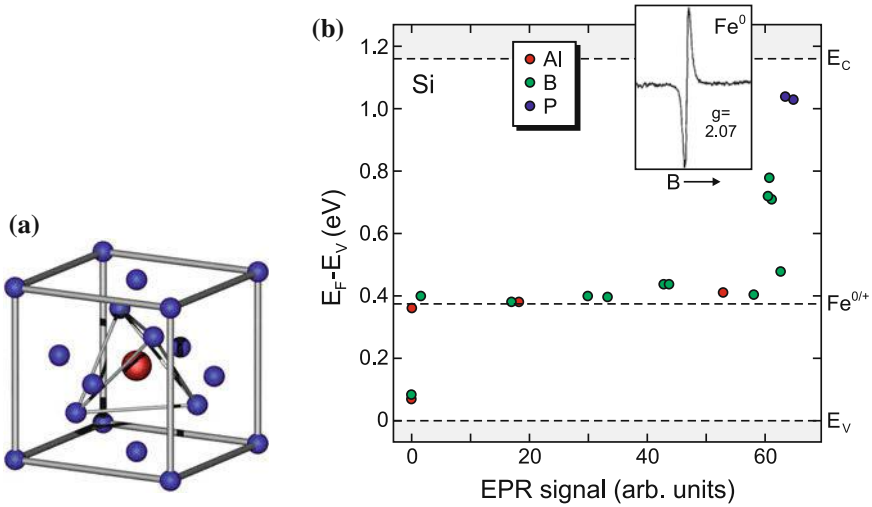 (a)
(b)
E_F-E_V (eV)
1.2
1.0
0.8
0.6
0.4
0.2
0
Si
Al
B
P
Fe⁰
g=
2.07
B
E_C
Fe^0/+
E_V
0
20
40
60
EPR signal (arb. units)